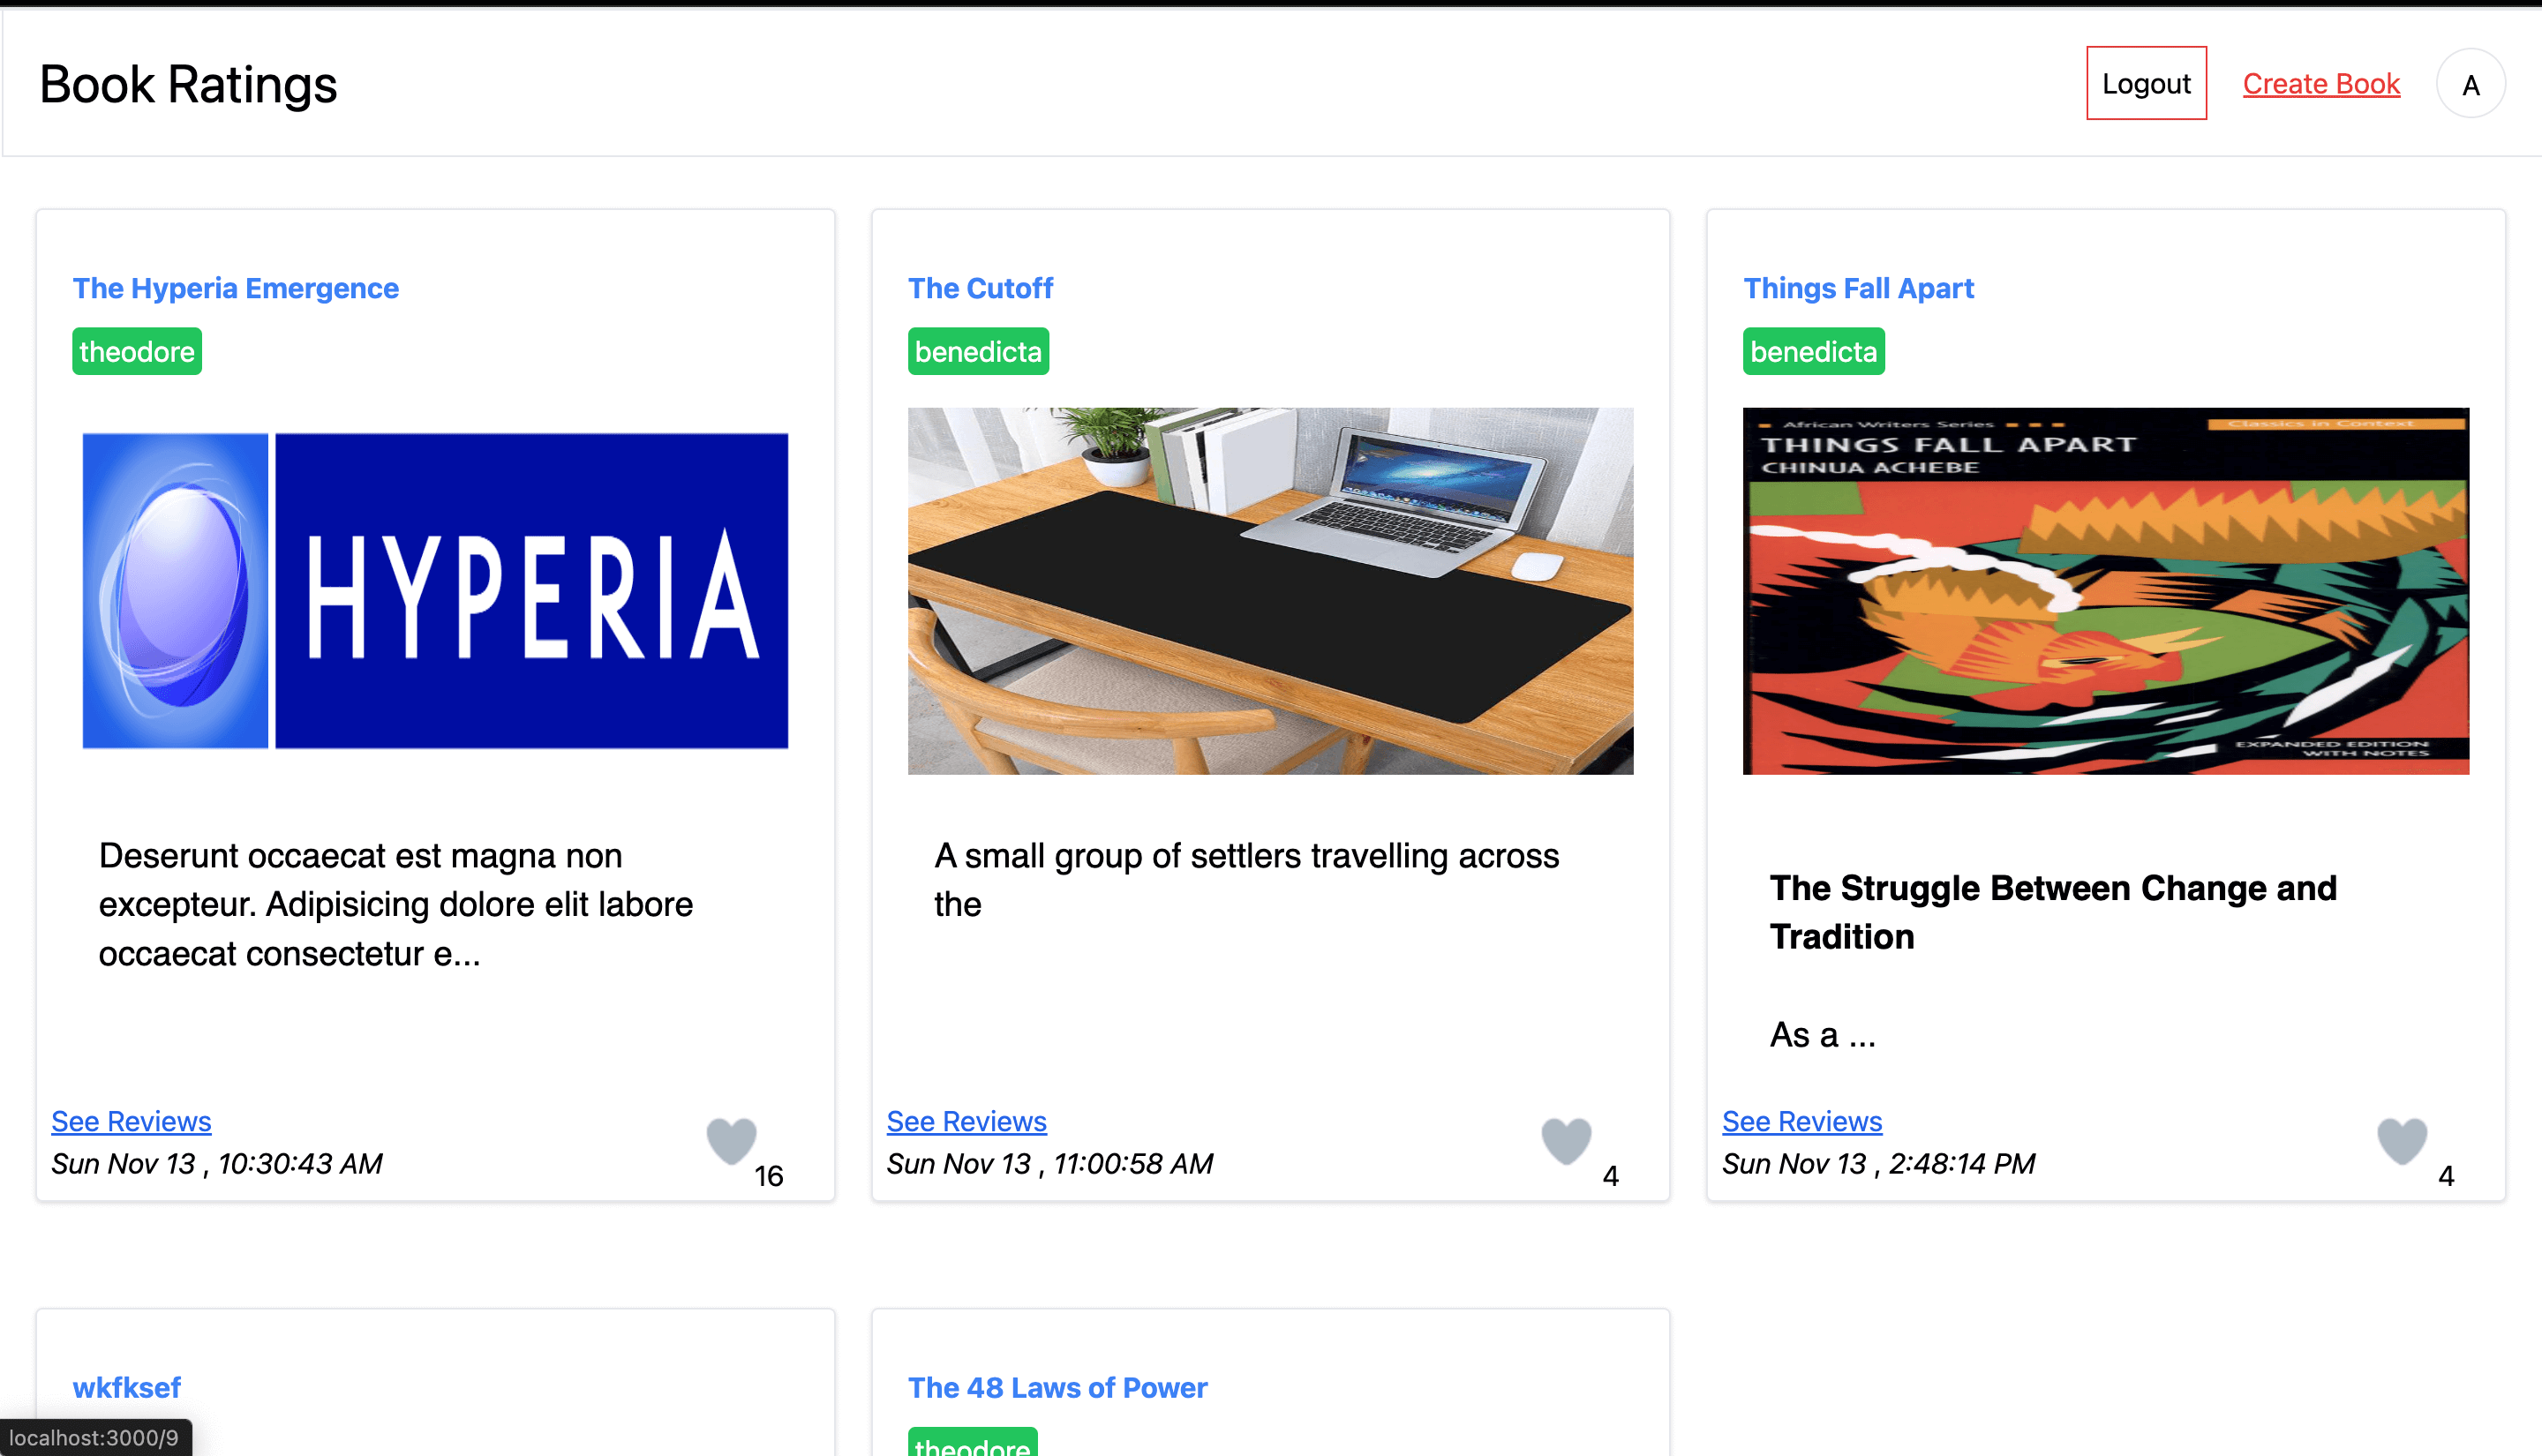 Book Ratings
Logout
Create Book
A
The Hyperia Emergence
theodore
HYPERIA
Deserunt occaecat est magna non
excepteur. Adipisicing dolore elit labore
occaecat consectetur e...
See Reviews
Sun Nov 13 , 10:30:43 AM
16
The Cutoff
benedicta
A small group of settlers travelling across
the
See Reviews
Sun Nov 13 , 11:00:58 AM
4
Things Fall Apart
benedicta
African Writers Series
Classics in Context
THINGS FALL APART
CHINUA ACHEBE
EXPANDED EDITION
WITH NOTES
The Struggle Between Change and
Tradition
As a ...
See Reviews
Sun Nov 13 , 2:48:14 PM
4
wkfksef
The 48 Laws of Power
theodore
localhost:3000/9